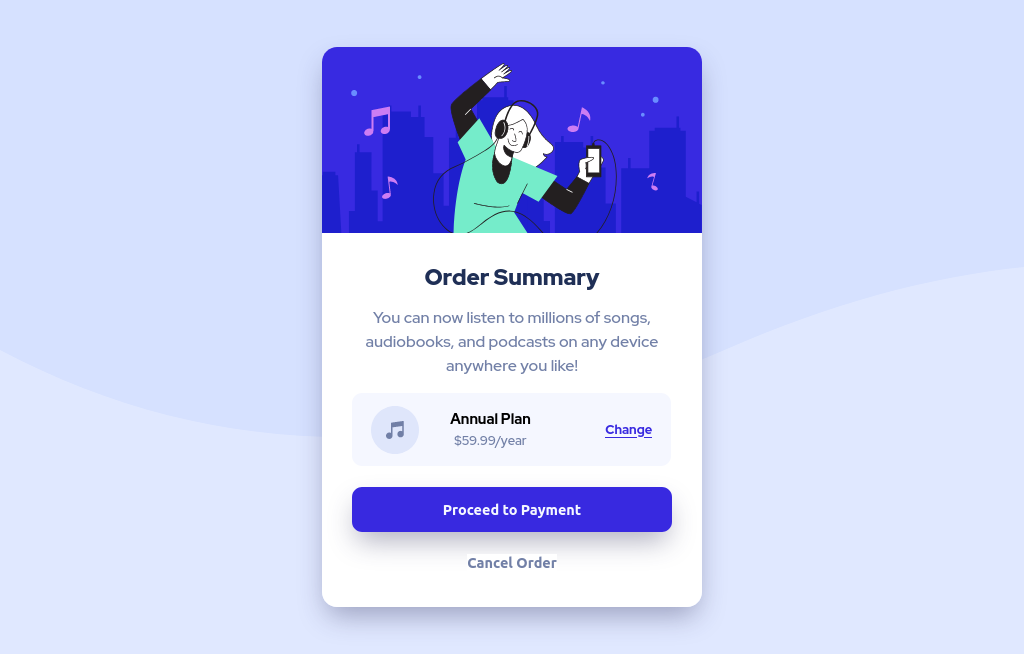 Order Summary
You can now listen to millions of songs,
audiobooks, and podcasts on any device
anywhere you like!
Annual Plan
$59.99/year
Change
Proceed to Payment
Cancel Order